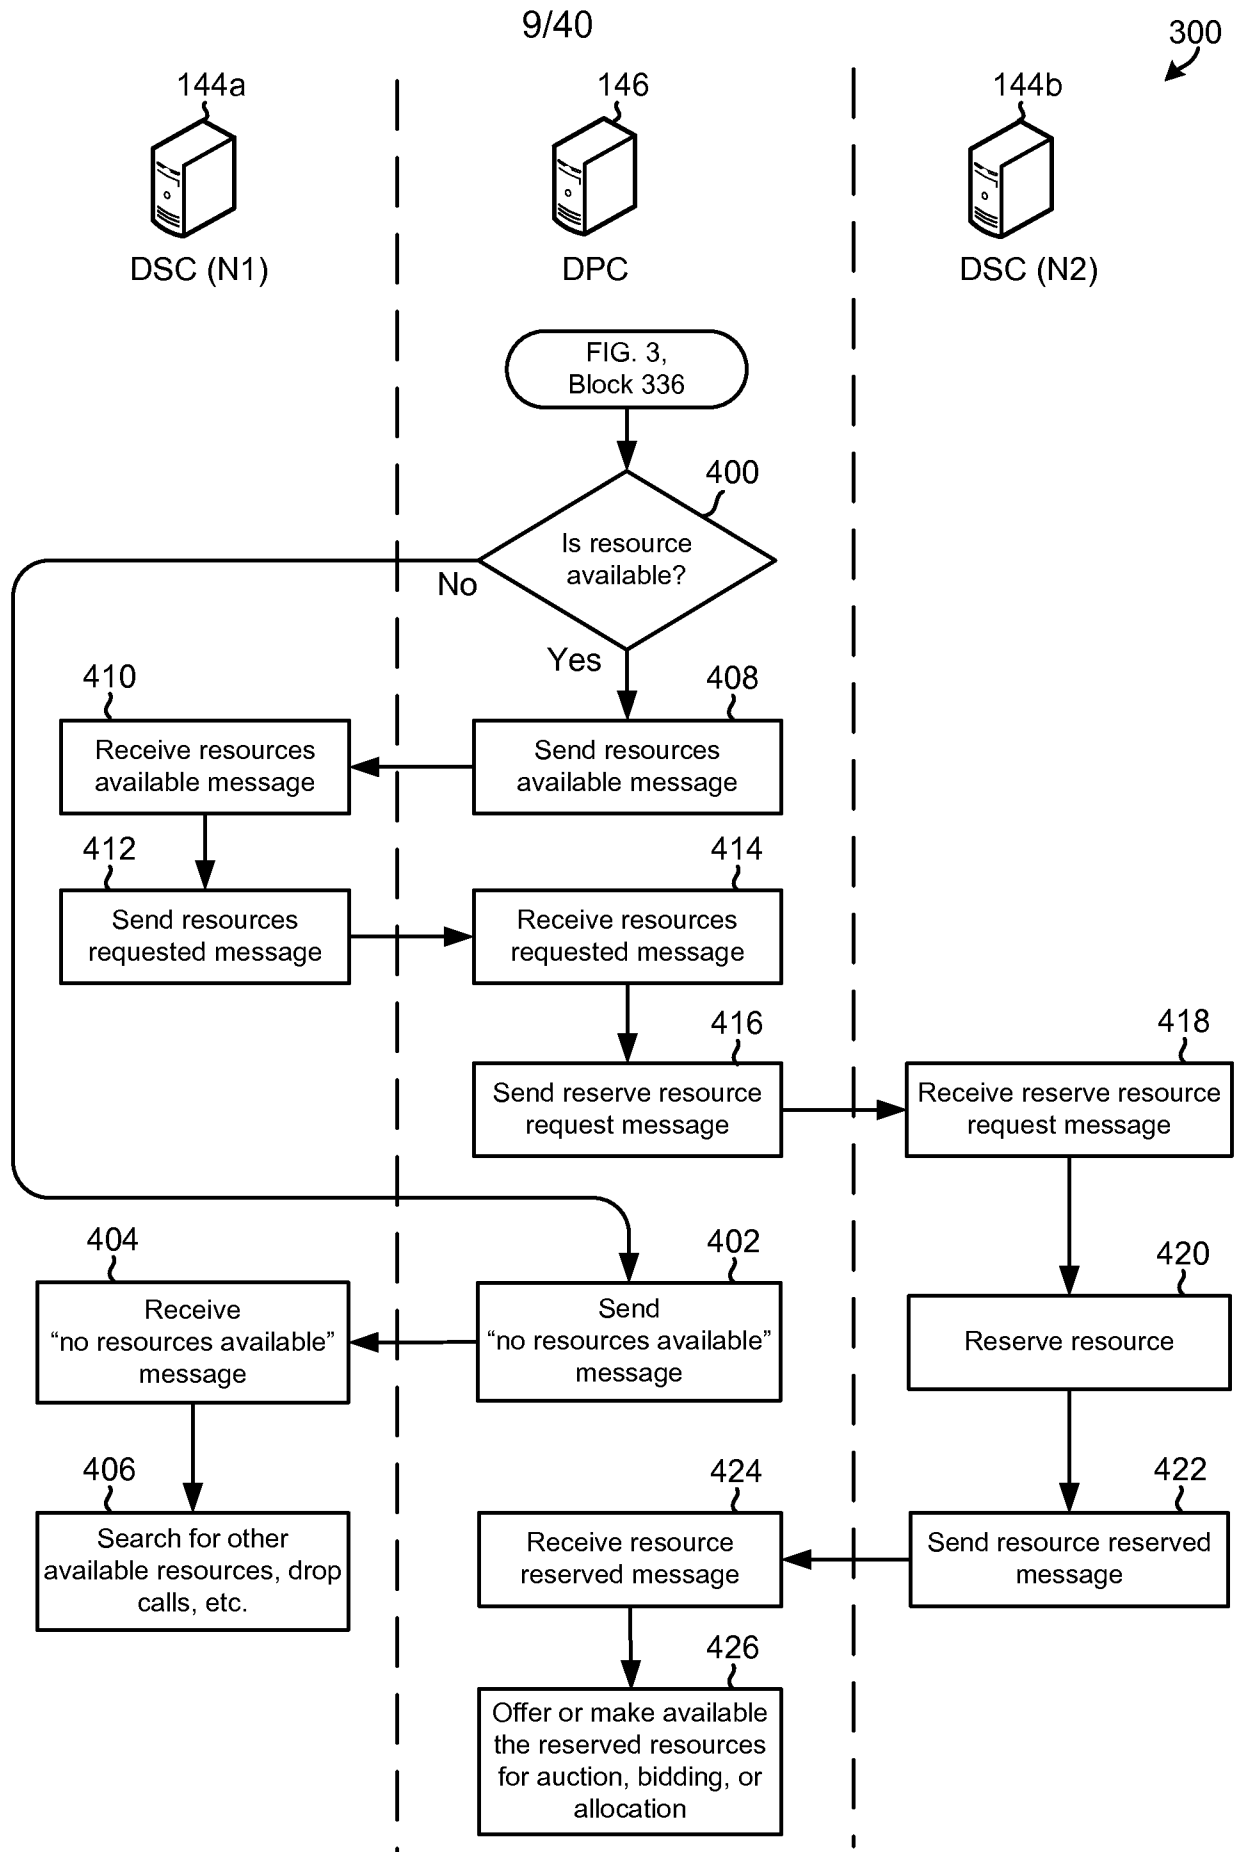 9/40
300
144a
146
144b
DSC (N1)
DPC
DSC (N2)
FIG. 3,
Block 336
400
Is resource
available?
No
Yes
410
408
Receive resources
available message
Send resources
available message
412
414
Send resources
requested message
Receive resources
requested message
416
418
Send reserve resource
request message
Receive reserve resource
request message
404
402
420
Receive
“no resources available”
message
Send
“no resources available”
message
Reserve resource
406
424
422
Search for other
available resources, drop
calls, etc.
Receive resource
reserved message
Send resource reserved
message
426
Offer or make available
the reserved resources
for auction, bidding, or
allocation